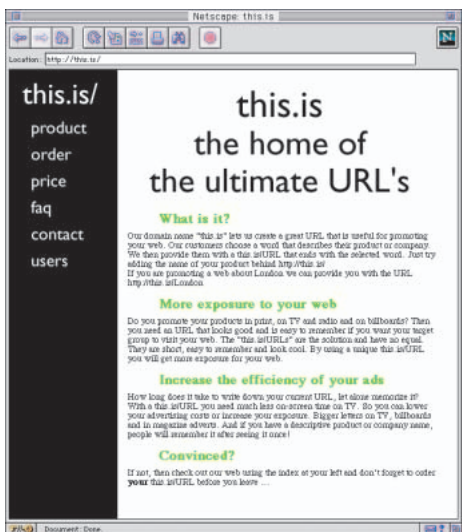 Netscape: this.is
Location: http://this.is/
this.is/
product
order
price
faq
contact
users
this.is
the home of
the ultimate URL's
What is it?
Our domain name "this.is" lets us create a great URL that is useful for promoting
your web. Our customers choose a word that describes their product or company.
We then provide them with a this.is/URL that ends with the selected word. Just try
adding the name of your product behind http://this.is/
If you are promoting a web about London we can provide you with the URL
http://this.is/London
More exposure to your web
Do you promote your products in print, on TV and radio and on billboards? Then
you need an URL that looks good and is easy to remember if you want your target
group to visit your web. The "this.is/URLs" are the solution and have no equal.
They are short, easy to remember and look cool. By using a unique this.is/URL
you will get more exposure for your web.
Increase the efficiency of your ads
How long does it take to write down your current URL, let alone memorize it?
With a this.is/URL you need much less on-screen time on TV. So you can lower
your advertising costs or increase your exposure. Bigger letters on TV, billboards
and in magazine adverts. And if you have a descriptive product or company name,
people will remember it after seeing it once!
Convinced?
If not, then check out our web using the index at your left and don't forget to order
your this.is/URL before you leave ...
Document: Done.